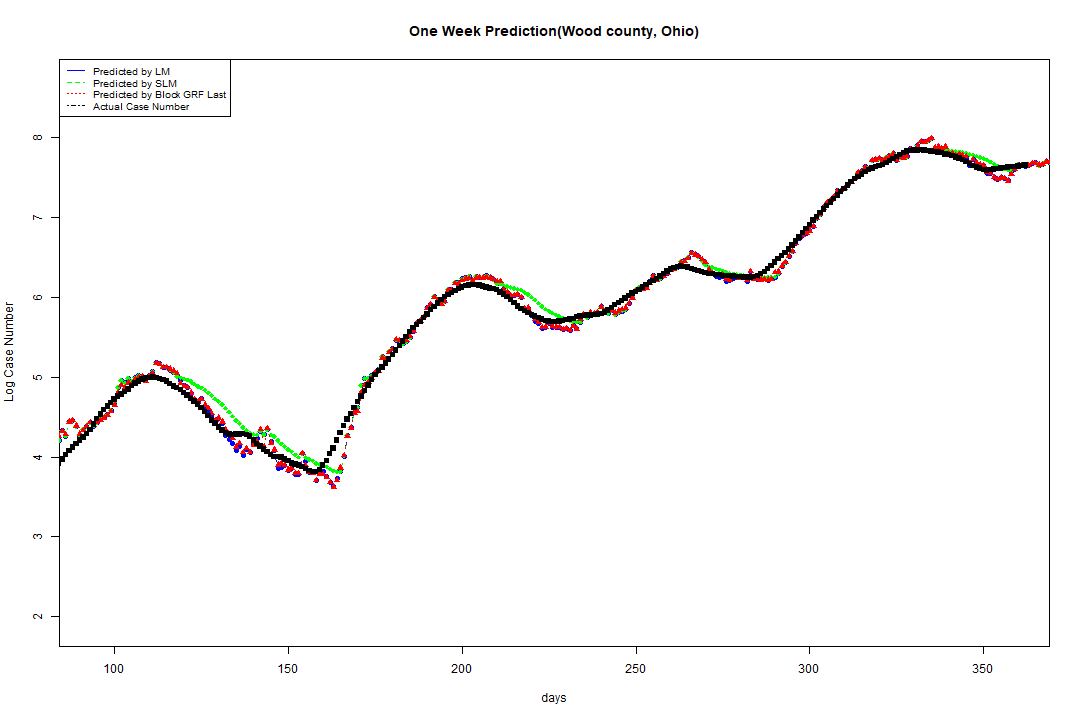 One Week Prediction(Wood county, Ohio)
Predicted by LM
Predicted by SLM
Predicted by Block GRF Last
Actual Case Number
8
7
6
5
4
3
2
Log Case Number
100 150 200 250 300 350
days